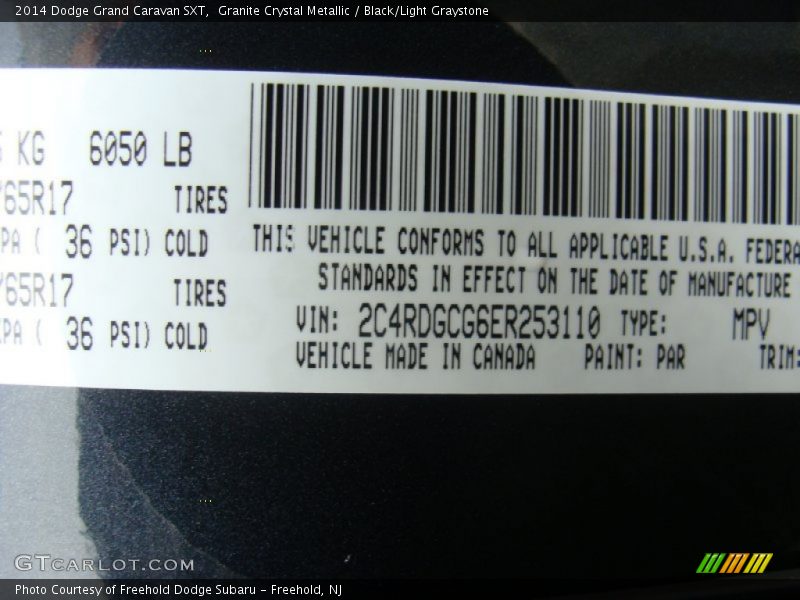 2014 Dodge Grand Caravan SXT,  Granite Crystal Metallic / Black/Light Graystone
KG 6050 LB
65R17 TIRES
PA ( 36 PSI) COLD
65R17 TIRES
PA ( 36 PSI) COLD
THIS VEHICLE CONFORMS TO ALL APPLICABLE U.S.A. FEDERA
STANDARDS IN EFFECT ON THE DATE OF MANUFACTURE
VIN: 2C4RDGCG6ER253110 TYPE: MPV
VEHICLE MADE IN CANADA PAINT: PAR TRIM:
GTCARLOT.COM
Photo Courtesy of Freehold Dodge Subaru - Freehold, NJ